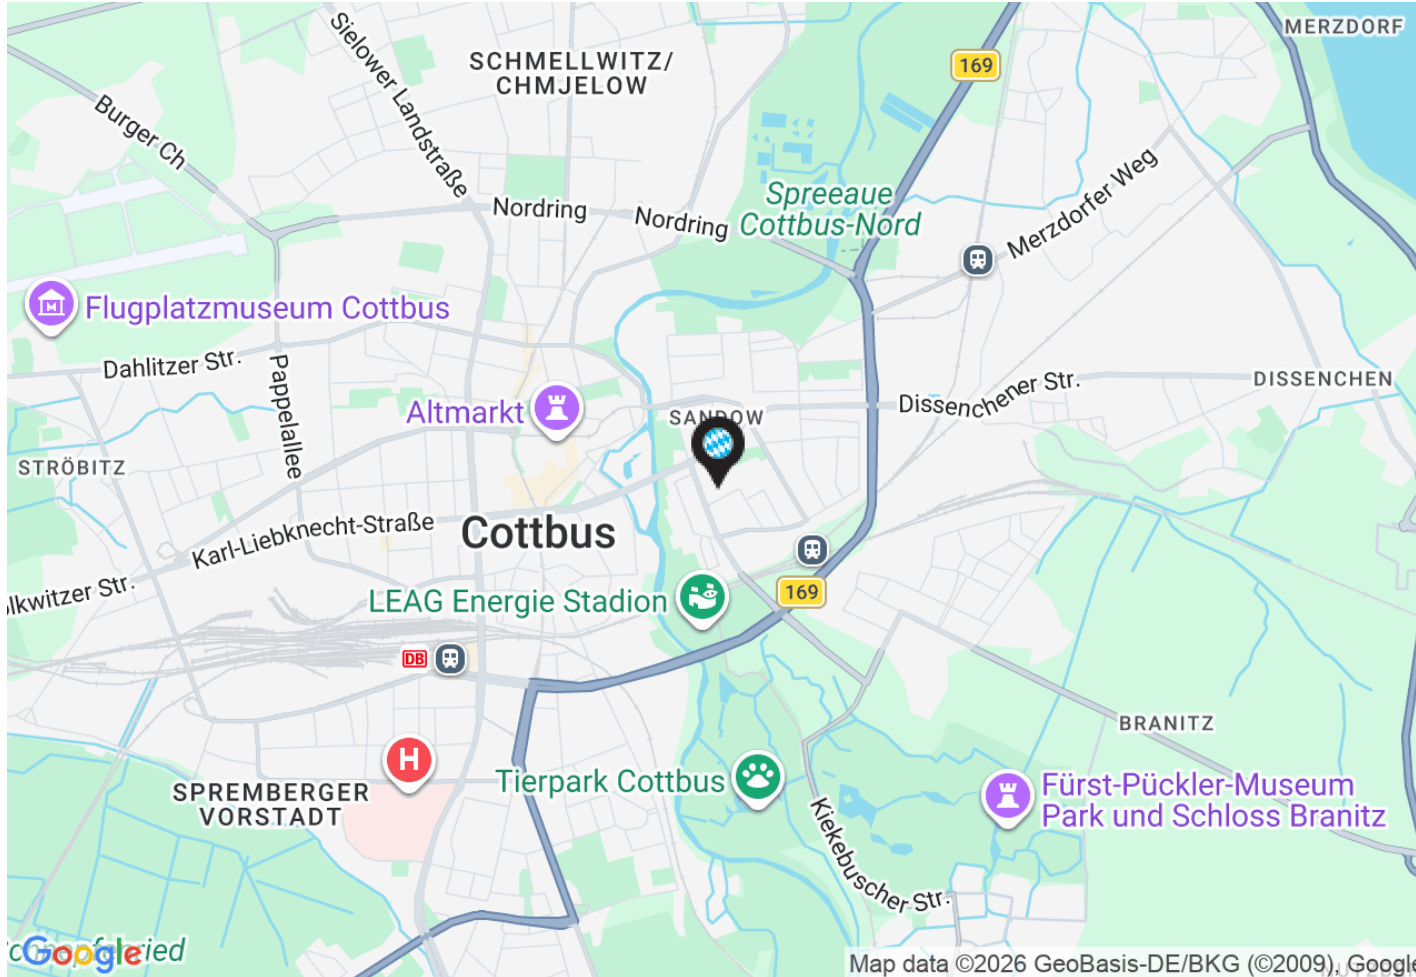 MERZDORF
Sielower Landstraße
SCHMELLWITZ/
CHMJELOW
169
Burger Ch
Merzdorfer Weg
Spreeaue
Cottbus-Nord
Nordring
Nordring
M
Flugplatzmuseum Cottbus
Dahlitzer Str.
Pappelallee
Dissenchener Str.
DISSENCHEN
Altmarkt
SANDOW
STRÖBITZ
Karl-Liebknecht-Straße
Cottbus
lkwitzer Str.
LEAG Energie Stadion
169
DB
BRANITZ
H
Tierpark Cottbus
SPREMBERGER
VORSTADT
Fürst-Pückler-Museum
Park und Schloss Branitz
Kiekebuscher Str.
Google
Map data ©2026 GeoBasis-DE/BKG (©2009), Google